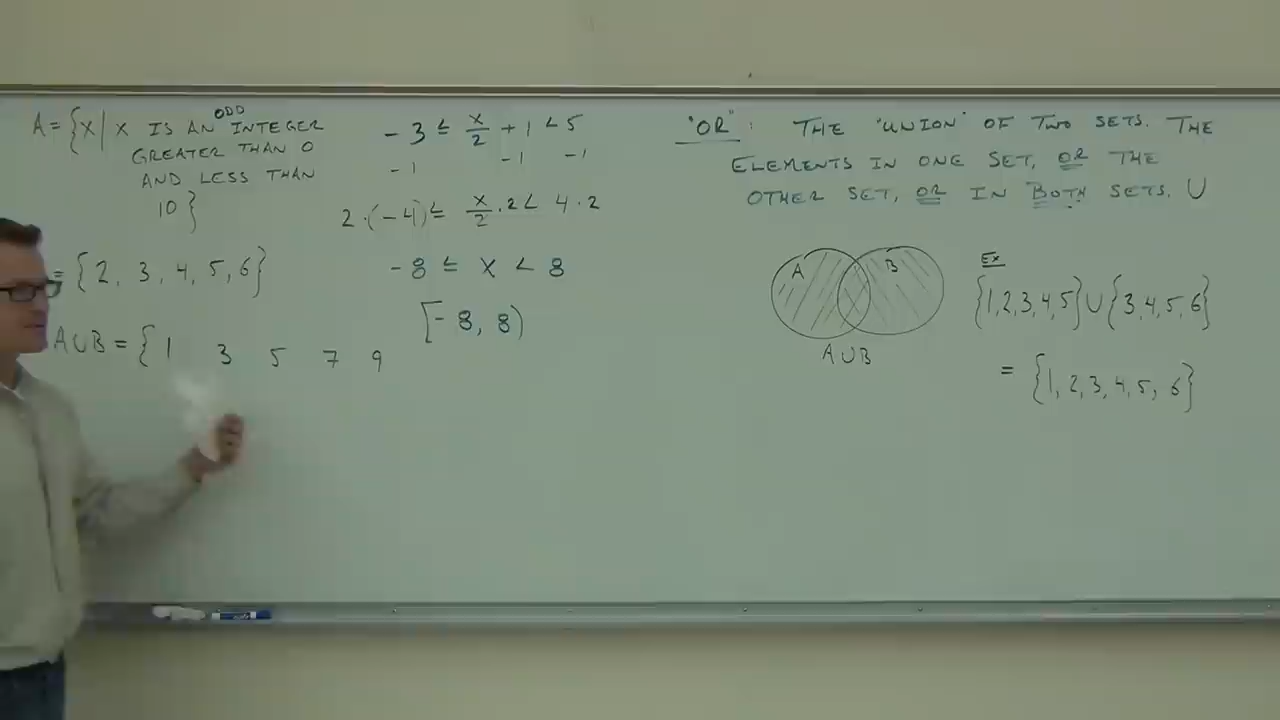 A = {X | X IS AN ODD INTEGER
GREATER THAN 0
AND LESS THAN
10}
= {2, 3, 4, 5, 6}
A∪B = {1 3 5 7 9
-3 ≤ x/2 + 1 < 5
-1 -1 -1
2·(-4) ≤ x/2 · 2 < 4·2
-8 ≤ x < 8
[-8, 8)
"OR": THE "UNION" OF TWO SETS. THE
ELEMENTS IN ONE SET, OR THE
OTHER SET, OR IN BOTH SETS. ∪
A B
A∪B
EX
{1,2,3,4,5} ∪ {3,4,5,6}
= {1, 2, 3, 4, 5, 6}